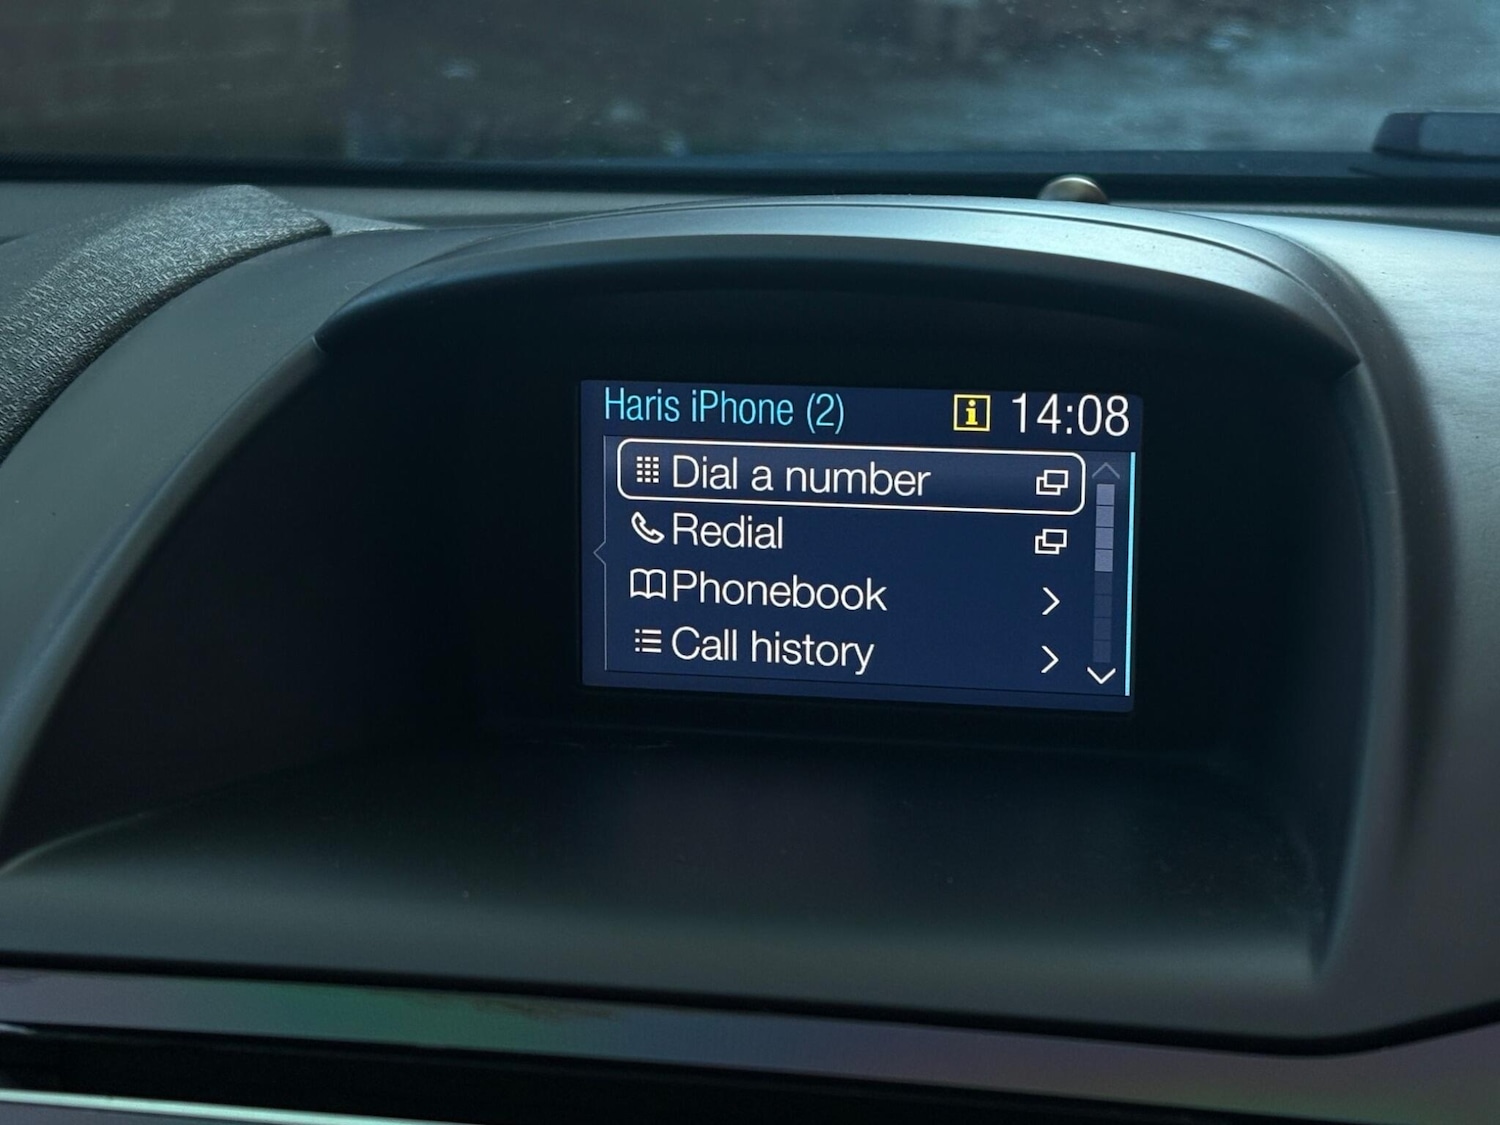 Haris iPhone (2) i 14:08
Dial a number
Redial
Phonebook
Call history